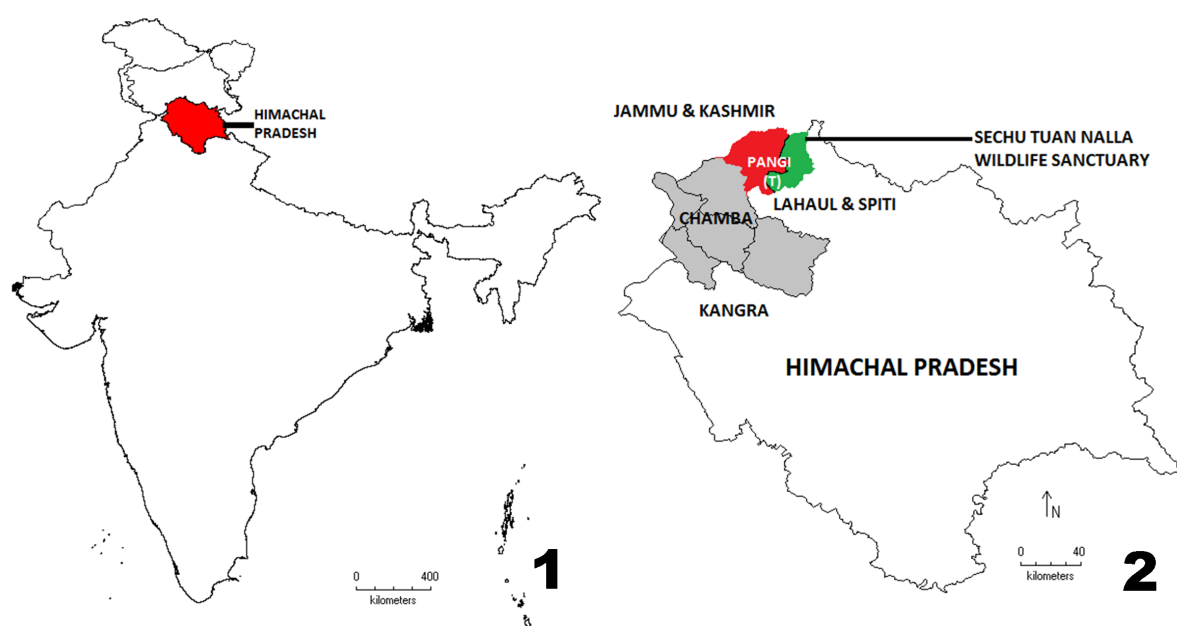 HIMACHAL
PRADESH
0 400
kilometers
1
JAMMU & KASHMIR
SECHU TUAN NALLA
WILDLIFE SANCTUARY
PANGI
(T)
LAHAUL & SPITI
CHAMBA
KANGRA
HIMACHAL PRADESH
N
0 40
kilometers
2